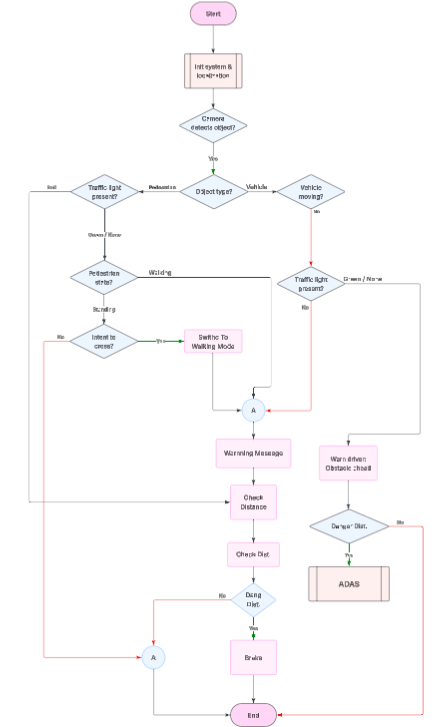 Start
Init system &
localization
Camera
detects object?
Yes
Traffic light
present?
Pedestrian
Object type?
Vehicle
Vehicle
moving?
No
Green / None
Pedestrian
state?
Walking
Traffic light
present?
Green / None
Standing
No
Intent to
cross?
Yes
Switch To
Walking Mode
A
Warnning Message
Warn driver:
Obstacle ahead
Check
Distance
Danger Dist.
No
Yes
Check Dist
ADAS
No
Dang
Dist.
Yes
A
Brake
End